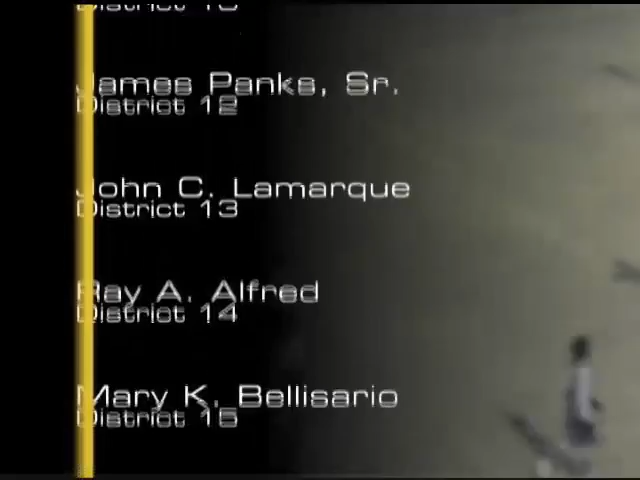 James Panks, Sr.
District 12
John C. Lamarque
District 13
Ray A. Alfred
District 14
Mary K. Bellisario
District 15